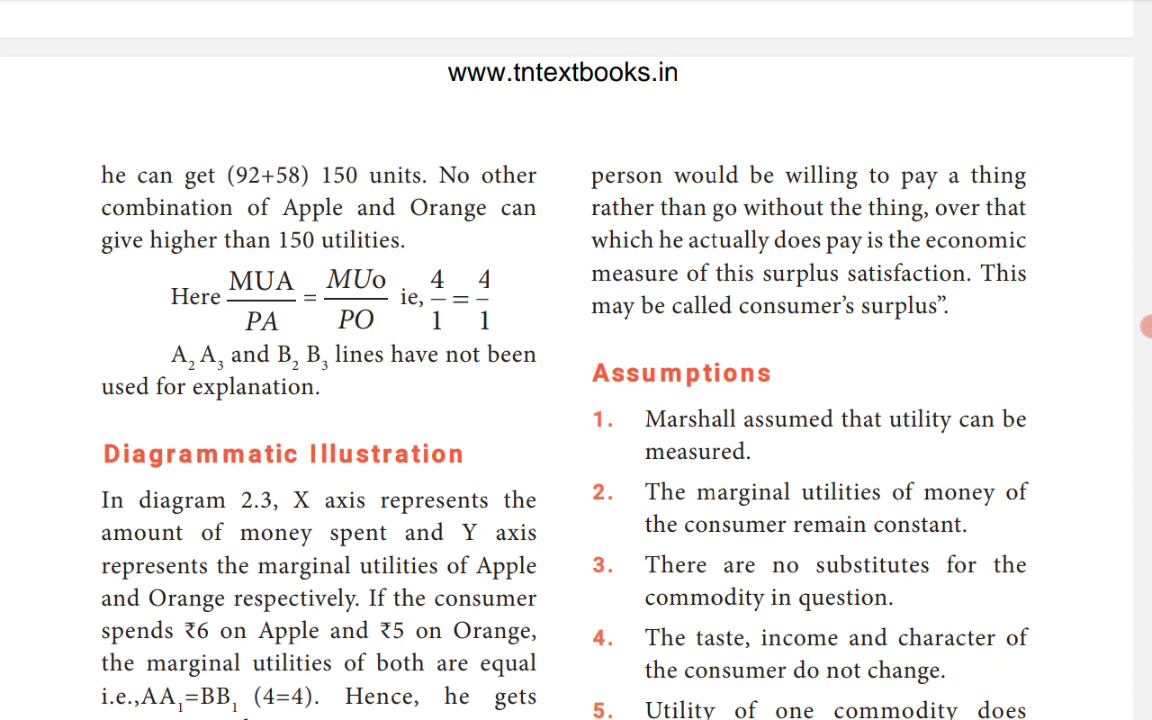 www.tntextbooks.in
he can get (92+58) 150 units. No other
combination of Apple and Orange can
give higher than 150 utilities.
Here MUA/PA = MUo/PO ie, 4/1 = 4/1
A₂ A₃ and B₂ B₃ lines have not been
used for explanation.
Diagrammatic Illustration
In diagram 2.3, X axis represents the
amount of money spent and Y axis
represents the marginal utilities of Apple
and Orange respectively. If the consumer
spends ₹6 on Apple and ₹5 on Orange,
the marginal utilities of both are equal
i.e.,AA₁=BB₁ (4=4). Hence, he gets
person would be willing to pay a thing
rather than go without the thing, over that
which he actually does pay is the economic
measure of this surplus satisfaction. This
may be called consumer’s surplus”.
Assumptions
1. Marshall assumed that utility can be
measured.
2. The marginal utilities of money of
the consumer remain constant.
3. There are no substitutes for the
commodity in question.
4. The taste, income and character of
the consumer do not change.
5. Utility of one commodity does